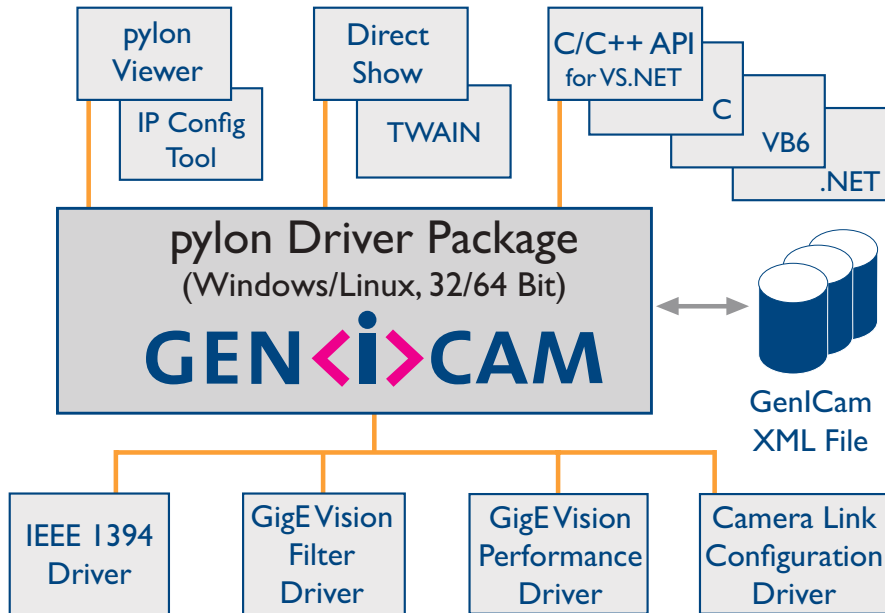 pylon
Viewer
IP Config
Tool
Direct
Show
TWAIN
C/C++ API
for VS.NET
C
VB6
.NET
pylon Driver Package
(Windows/Linux, 32/64 Bit)
GEN<i>CAM
GenICam
XML File
IEEE 1394
Driver
GigE Vision
Filter
Driver
GigE Vision
Performance
Driver
Camera Link
Configuration
Driver